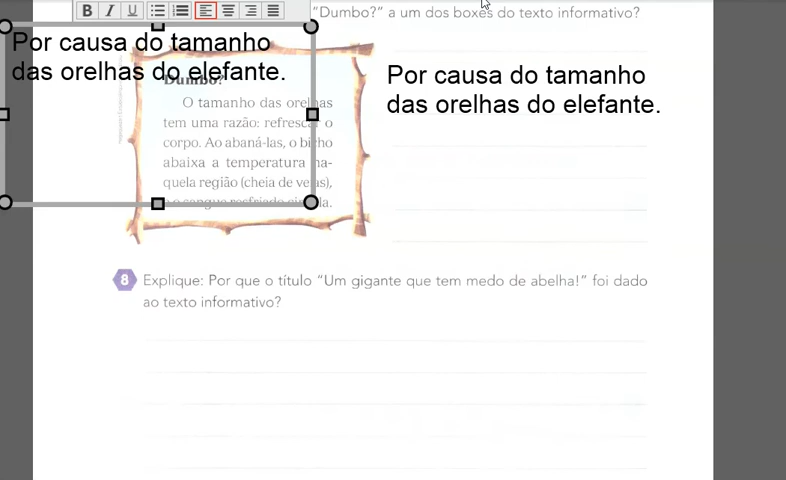 B I U
"Dumbo?" a um dos boxes do texto informativo?
Por causa do tamanho
das orelhas do elefante.
Por causa do tamanho
das orelhas do elefante.
Dumbo?
O tamanho das orelhas
tem uma razão: refrescar o
corpo. Ao abaná-las, o bicho
abaixa a temperatura na-
quela região (cheia de veias),
e o sangue resfriado circula.
8 Explique: Por que o título "Um gigante que tem medo de abelha!" foi dado
ao texto informativo?